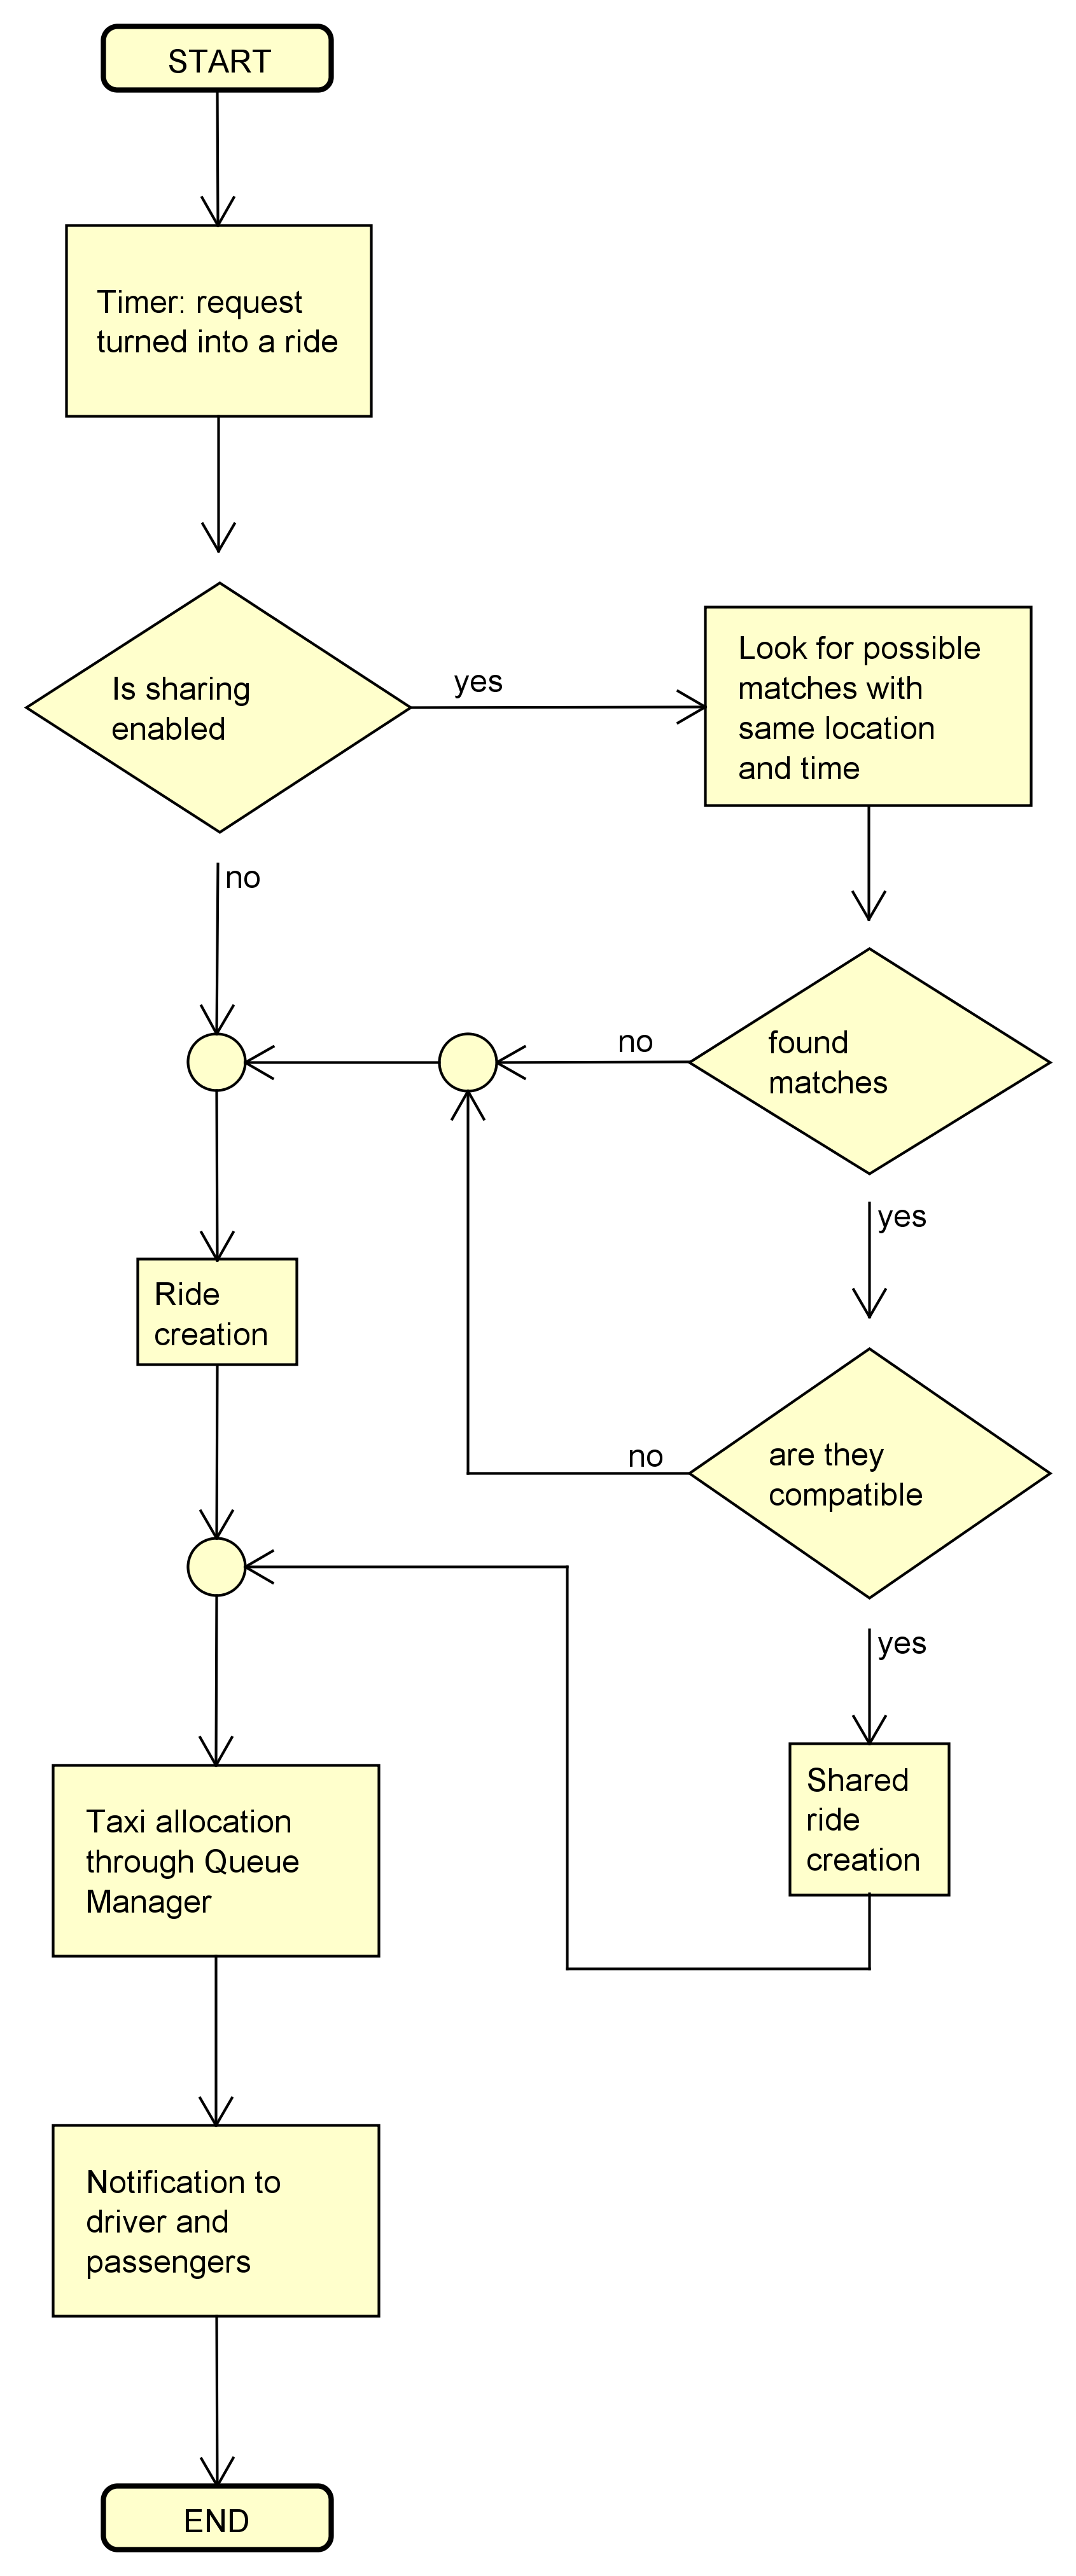 START
Timer: request
turned into a ride
Is sharing
enabled
yes
Look for possible
matches with
same location
and time
no
found
matches
no
yes
Ride
creation
are they
compatible
no
yes
Shared
ride
creation
Taxi allocation
through Queue
Manager
Notification to
driver and
passengers
END